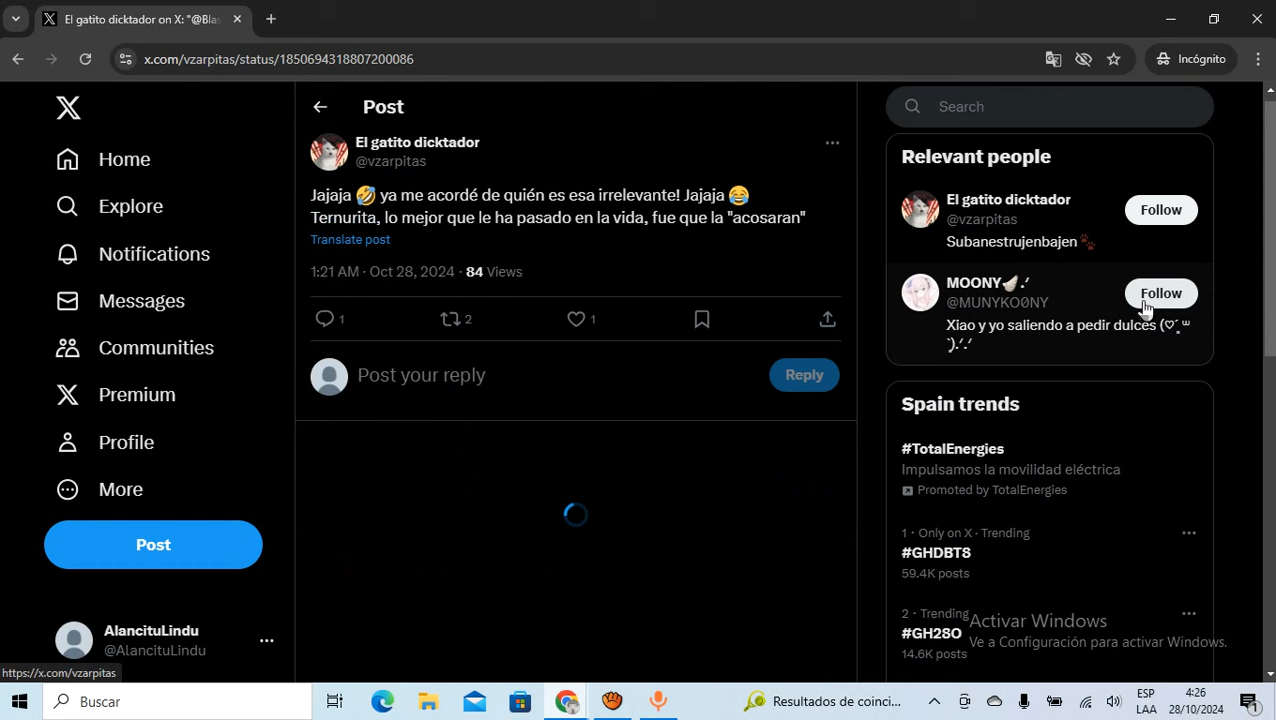 El gatito dicktador on X: "@Blas
x.com/vzarpitas/status/1850694318807200086
Incógnito
Home
Explore
Notifications
Messages
Communities
Premium
Profile
More
Post
AlancituLindu
@AlancituLindu
https://x.com/vzarpitas
Post
El gatito dicktador
@vzarpitas
Jajaja 🤣 ya me acordé de quién es esa irrelevante! Jajaja 😂
Ternurita, lo mejor que le ha pasado en la vida, fue que la "acosaran"
Translate post
1:21 AM · Oct 28, 2024 · 84 Views
1 2 1
Post your reply
Reply
Search
Relevant people
El gatito dicktador
Follow
@vzarpitas
Subanestrujenbajen🐾
MOONY🪽.ᐟ
Follow
@MUNYKO0NY
Xiao y yo saliendo a pedir dulces (♡´͈ ꒳
`͈).ᐟ.ᐟ
Spain trends
#TotalEnergies
Impulsamos la movilidad eléctrica
Promoted by TotalEnergies
1 · Only on X · Trending
#GHDBT8
59.4K posts
2 · Trending
#GH28O
14.6K posts
Activar Windows
Ve a Configuración para activar Windows.
Buscar
Resultados de coinci...
ESP
LAA
4:26
28/10/2024
1